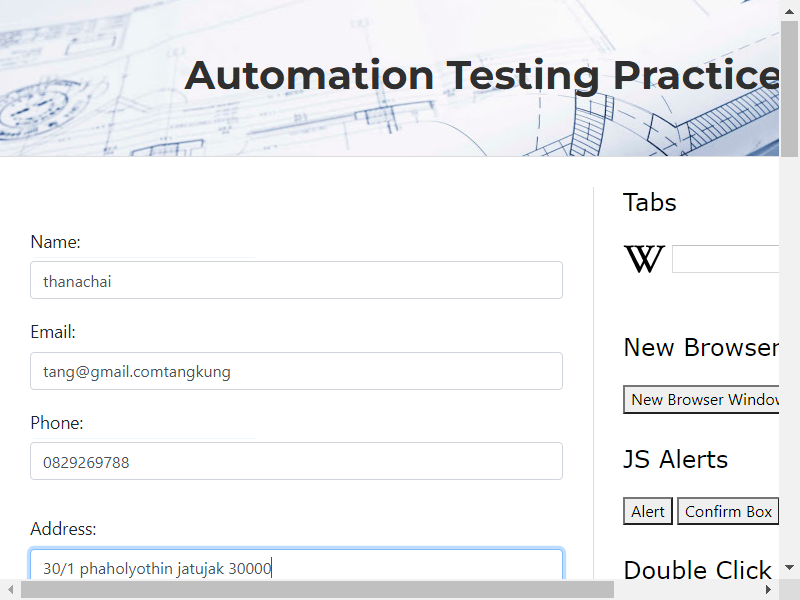 Automation Testing Practice
Name:
thanachai
Email:
tang@gmail.comtangkung
Phone:
0829269788
Address:
30/1 phaholyothin jatujak 30000
Tabs
W
New Browser
New Browser Window
JS Alerts
Alert
Confirm Box
Double Click